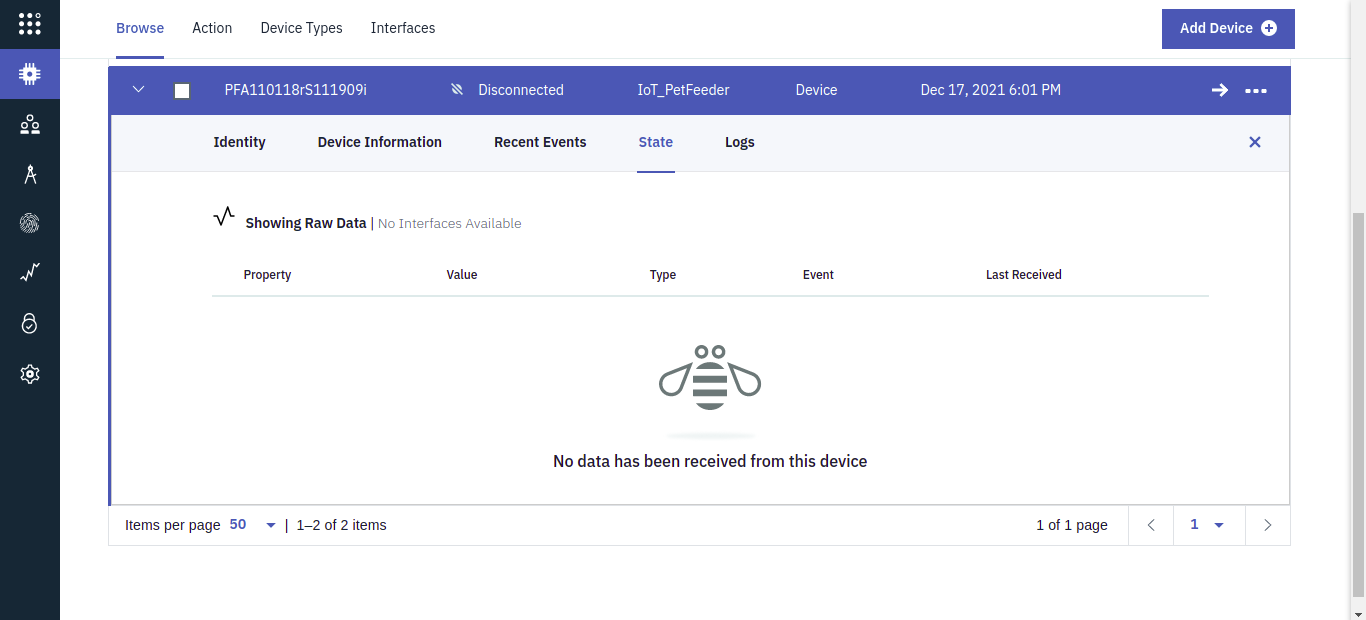 Browse Action Device Types Interfaces Add Device
PFA110118rS111909i Disconnected IoT_PetFeeder Device Dec 17, 2021 6:01 PM
Identity Device Information Recent Events State Logs
Showing Raw Data | No Interfaces Available
Property Value Type Event Last Received
No data has been received from this device
Items per page 50 | 1–2 of 2 items 1 of 1 page 1